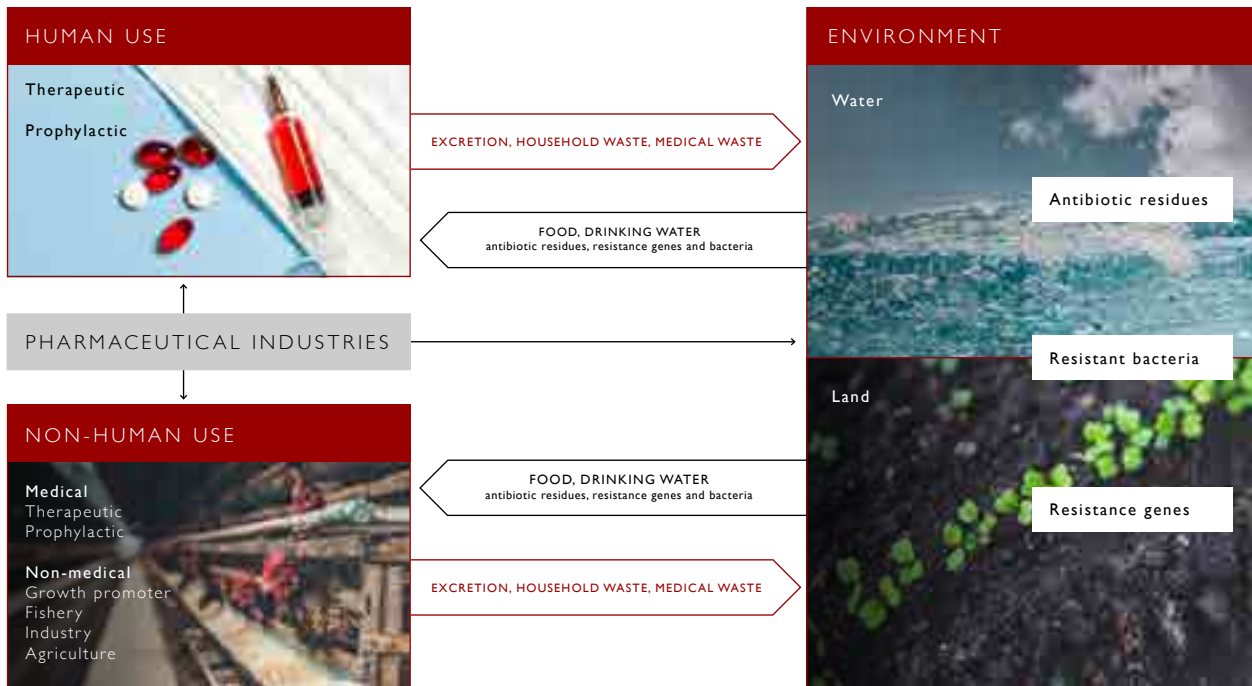 HUMAN USE
Therapeutic
Prophylactic
EXCRETION, HOUSEHOLD WASTE, MEDICAL WASTE
FOOD, DRINKING WATER
antibiotic residues, resistance genes and bacteria
PHARMACEUTICAL INDUSTRIES
NON-HUMAN USE
Medical
Therapeutic
Prophylactic
Non-medical
Growth promoter
Fishery
Industry
Agriculture
FOOD, DRINKING WATER
antibiotic residues, resistance genes and bacteria
EXCRETION, HOUSEHOLD WASTE, MEDICAL WASTE
ENVIRONMENT
Water
Antibiotic residues
Resistant bacteria
Land
Resistance genes